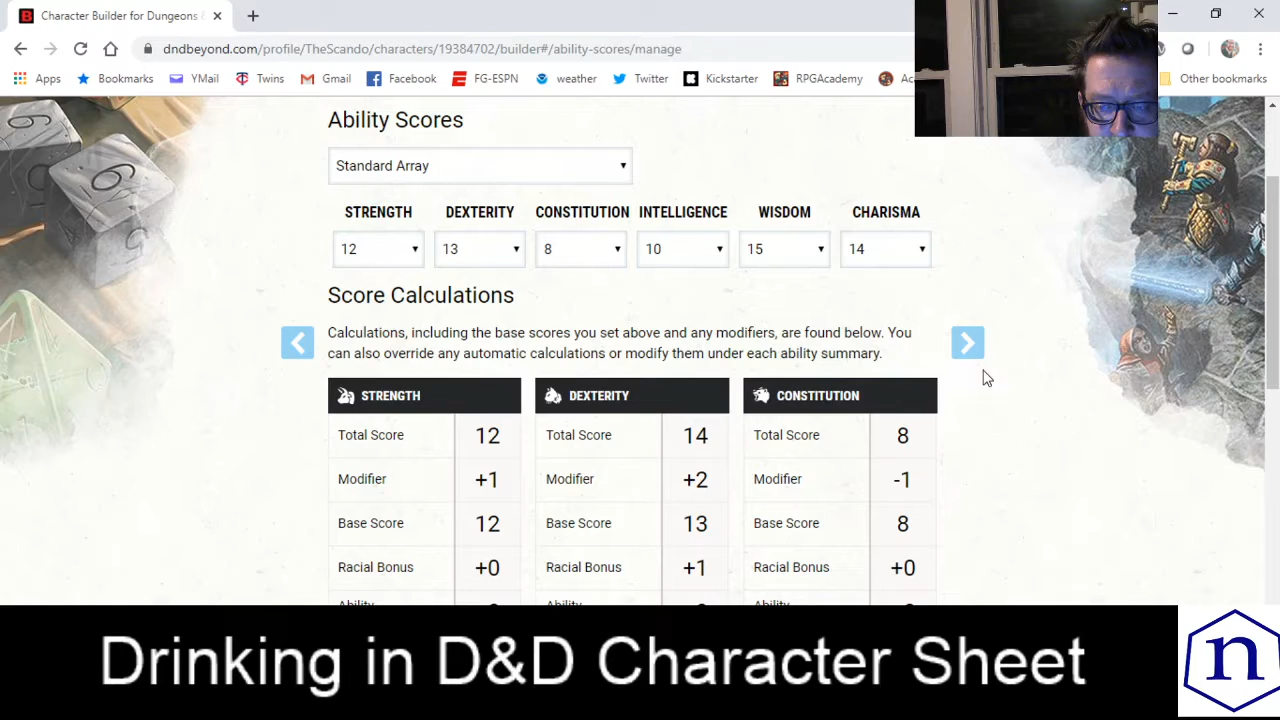 Character Builder for Dungeons
dndbeyond.com/profile/TheScando/characters/19384702/builder#/ability-scores/manage
Apps Bookmarks YMail Twins Gmail Facebook FG-ESPN weather Twitter Kickstarter RPGAcademy Other bookmarks
Ability Scores
Standard Array
STRENGTH DEXTERITY CONSTITUTION INTELLIGENCE WISDOM CHARISMA
12 13 8 10 15 14
Score Calculations
Calculations, including the base scores you set above and any modifiers, are found below. You
can also override any automatic calculations or modify them under each ability summary.
STRENGTH DEXTERITY CONSTITUTION
Total Score 12 Total Score 14 Total Score 8
Modifier +1 Modifier +2 Modifier -1
Base Score 12 Base Score 13 Base Score 8
Racial Bonus +0 Racial Bonus +1 Racial Bonus +0
Ability Ability Ability
Drinking in D&D Character Sheet
n